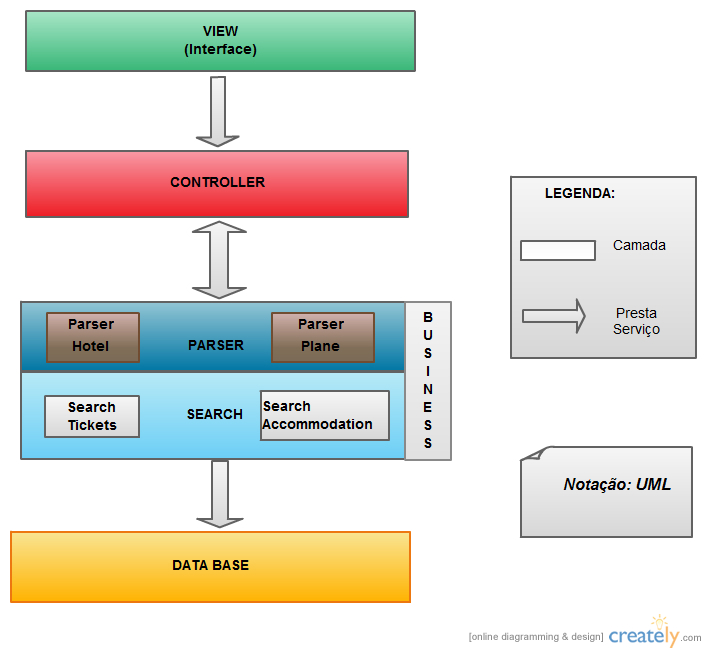 VIEW
(Interface)
CONTROLLER
LEGENDA:
Camada
Presta
Serviço
Parser
Hotel
PARSER
Parser
Plane
Search
Tickets
SEARCH
Search
Accommodation
B
U
S
I
N
E
S
S
Notação: UML
DATA BASE
[online diagramming & design] creately.com